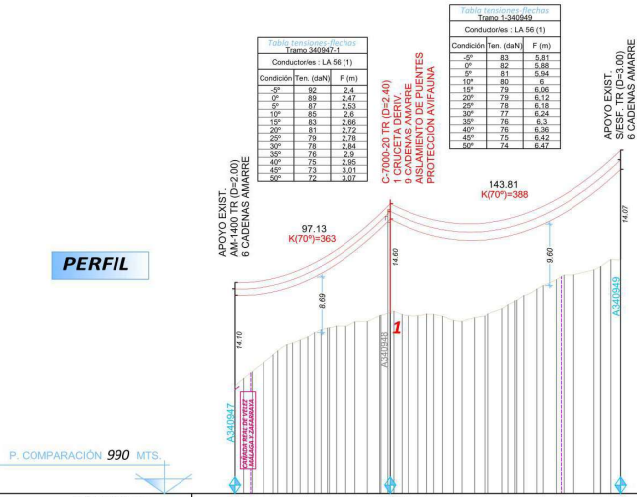 Tabla tensiones-flechas
Tramo 340947-1
Conductor/es : LA 56 (1)
Condición Ten. (daN) F (m)
-5º 92 2,4
0º 89 2,47
5º 87 2,53
10º 85 2,6
15º 83 2,66
20º 81 2,72
25º 79 2,78
30º 78 2,84
35º 76 2,9
40º 75 2,95
45º 73 3,01
50º 72 3,07
Tabla tensiones-flechas
Tramo 1-340949
Conductor/es : LA 56 (1)
Condición Ten. (daN) F (m)
-5º 83 5,81
0º 82 5,88
5º 81 5,94
10º 80 6
15º 79 6,06
20º 79 6,12
25º 78 6,18
30º 77 6,24
35º 76 6,3
40º 76 6,36
45º 75 6,42
50º 74 6,47
APOYO EXIST.
AM-1400 TR (D=2.00)
6 CADENAS AMARRE
C-7000-20 TR (D=2.40)
1 CRUCETA DERIV.
9 CADENAS AMARRE
AISLAMIENTO DE PUENTES
PROTECCIÓN AVIFAUNA
APOYO EXIST.
S/ESF. TR (D=3.00)
6 CADENAS AMARRE
97.13
K(70º)=363
143.81
K(70º)=388
PERFIL
14.10
8.69
14.60
9.60
14.07
1
A340947
CAÑADA REAL DE VELEZ
MALAGA Y ZAFARRAYA
A340948
A340949
P. COMPARACIÓN 990 MTS.